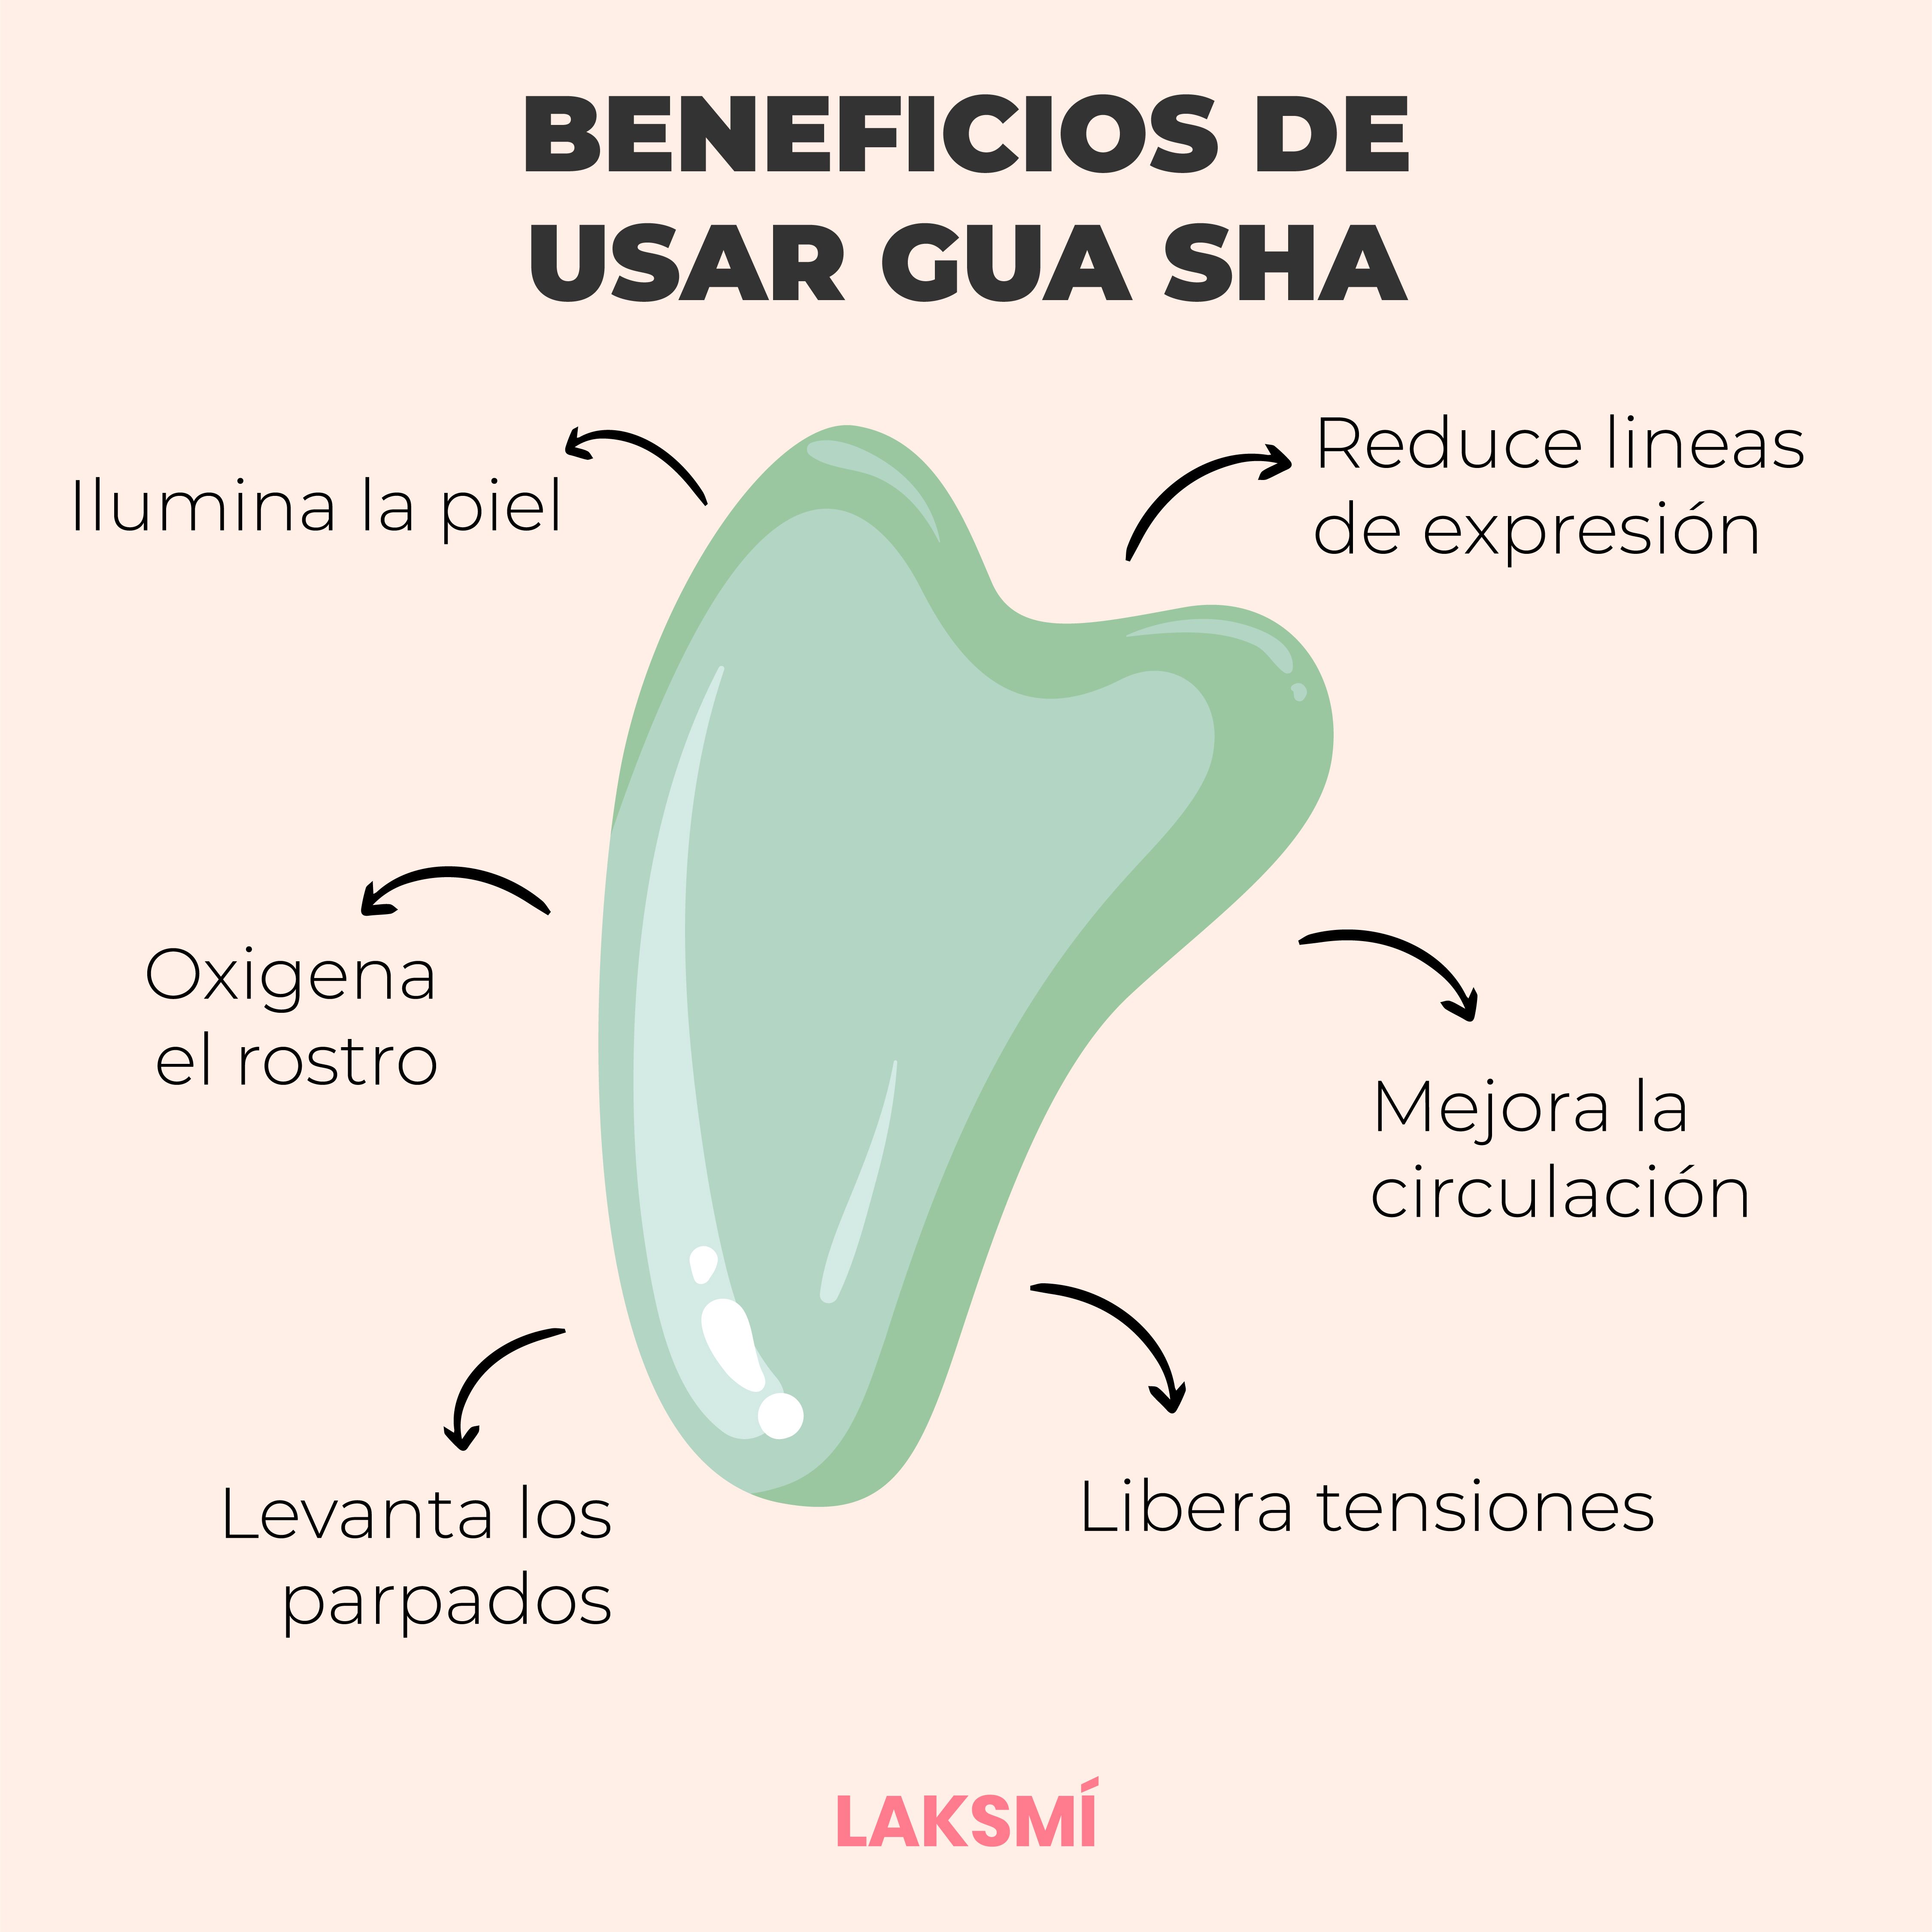 BENEFICIOS DE
USAR GUA SHA
Ilumina la piel
Reduce lineas
de expresión
Oxigena
el rostro
Mejora la
circulación
Levanta los
parpados
Libera tensiones
LAKSMÍ